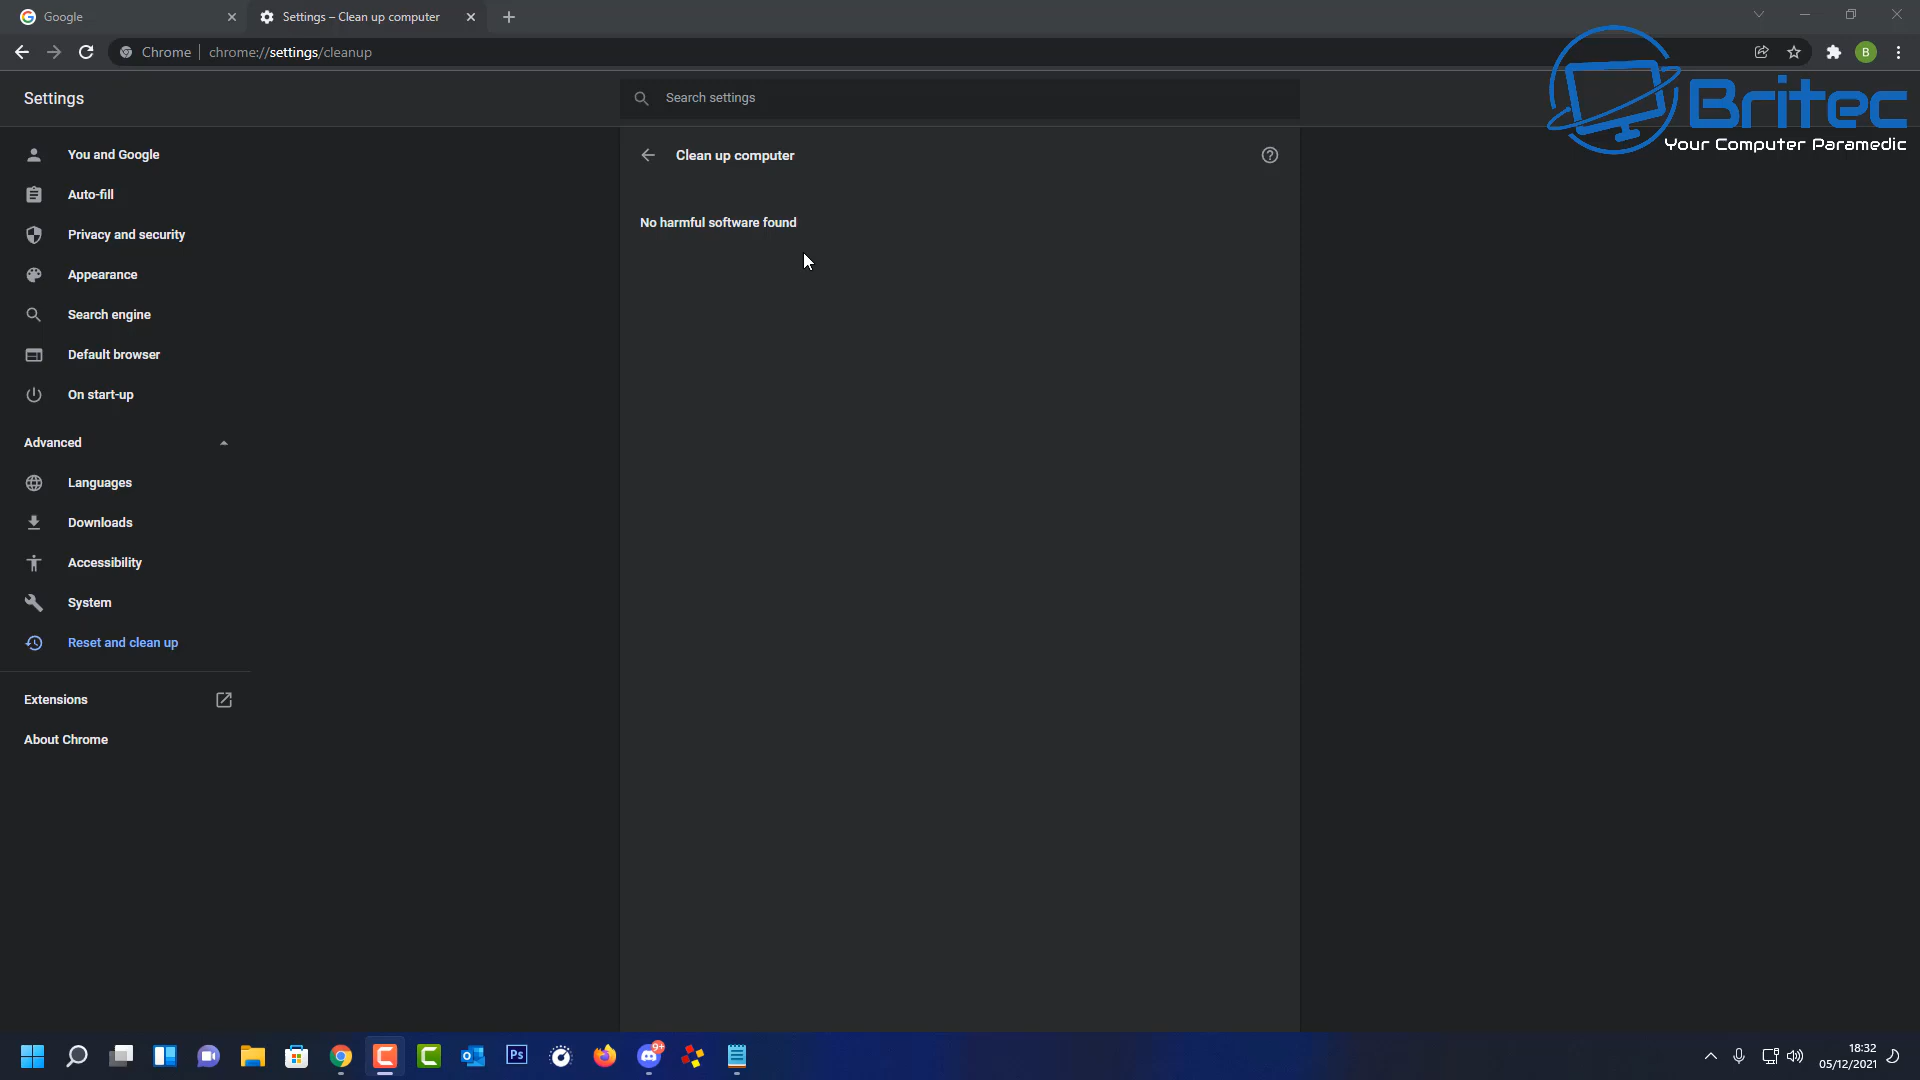 Google
Settings – Clean up computer
Chrome
chrome://settings/cleanup
Britec
Your Computer Paramedic
Settings
Search settings
You and Google
Clean up computer
Auto-fill
No harmful software found
Privacy and security
Appearance
Search engine
Default browser
On start-up
Advanced
Languages
Downloads
Accessibility
System
Reset and clean up
Extensions
About Chrome
B
Ps
9+
18:32
05/12/2021